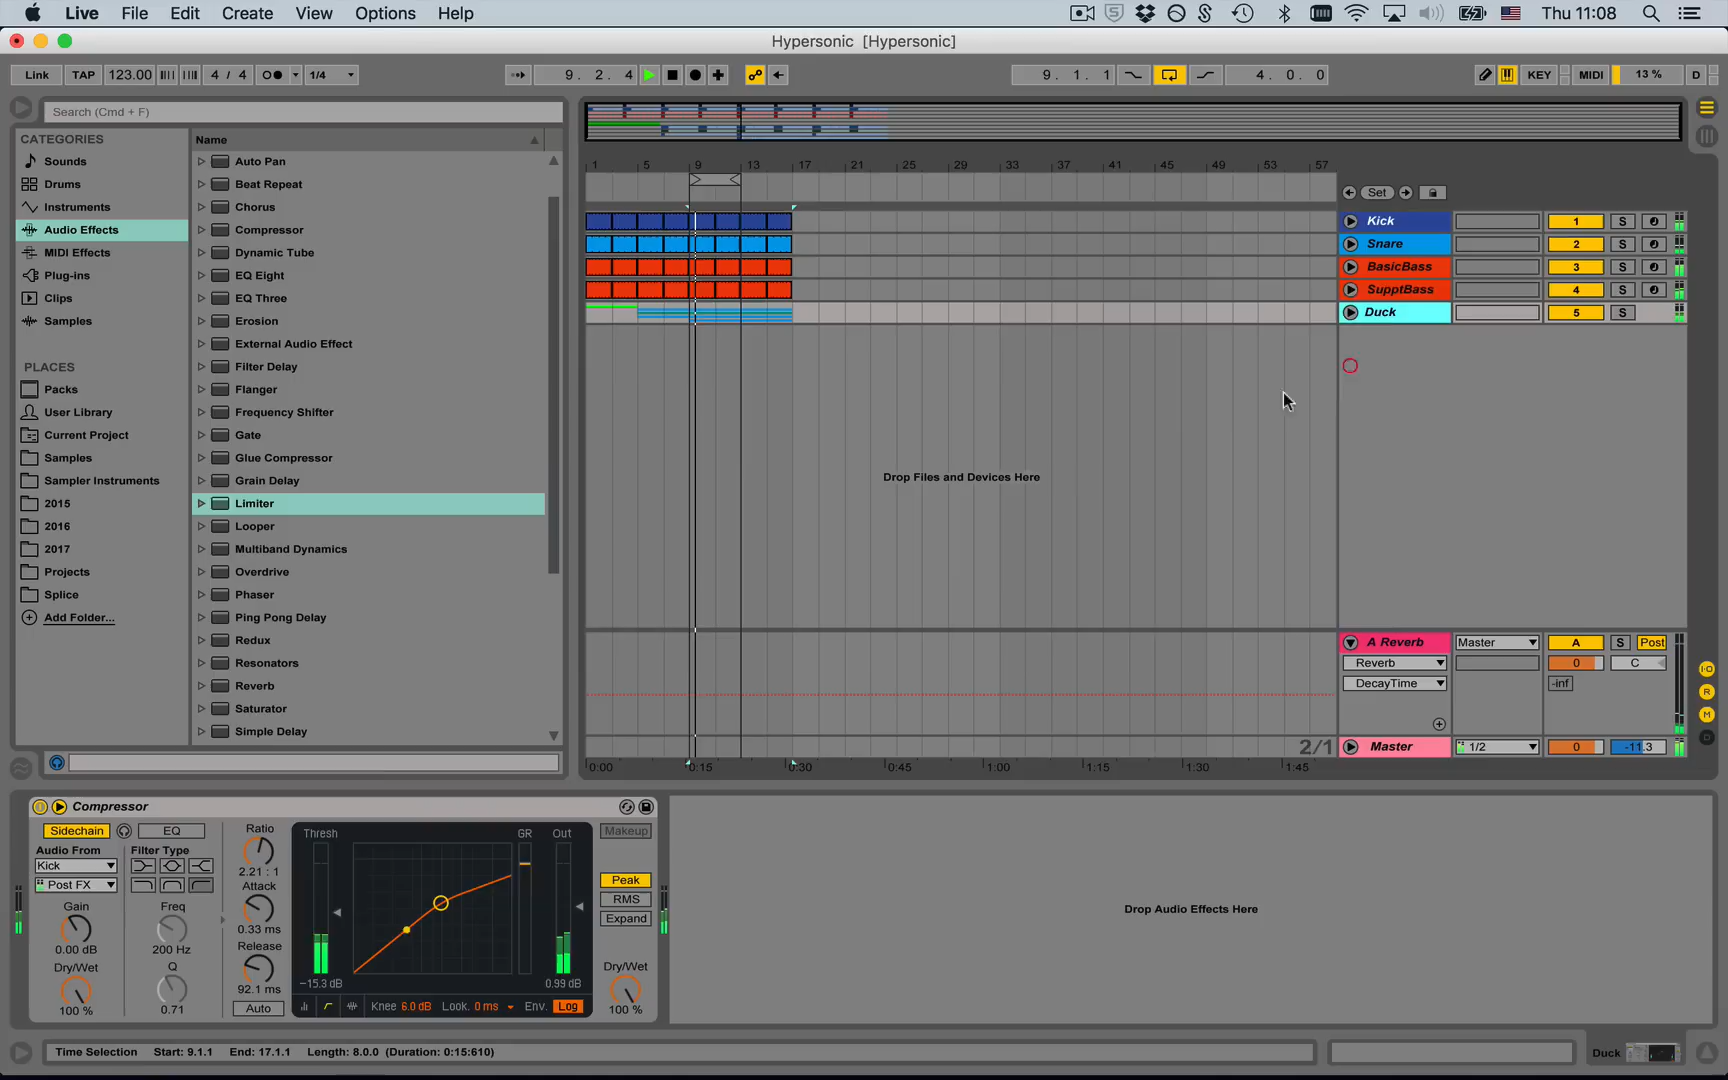 Live File Edit Create View Options Help
Thu 11:08
Hypersonic [Hypersonic]
Link TAP 123.00 4 / 4 1/4 9. 2. 4 9. 1. 1 4. 0. 0 KEY MIDI 13 % D
Search (Cmd + F)
CATEGORIES
Sounds
Drums
Instruments
Audio Effects
MIDI Effects
Plug-ins
Clips
Samples
PLACES
Packs
User Library
Current Project
Samples
Sampler Instruments
2015
2016
2017
Projects
Splice
Add Folder...
Name
Auto Pan
Beat Repeat
Chorus
Compressor
Dynamic Tube
EQ Eight
EQ Three
Erosion
External Audio Effect
Filter Delay
Flanger
Frequency Shifter
Gate
Glue Compressor
Grain Delay
Limiter
Looper
Multiband Dynamics
Overdrive
Phaser
Ping Pong Delay
Redux
Resonators
Reverb
Saturator
Simple Delay
1 5 9 13 17 21 25 29 33 37 41 45 49 53 57
Set
Kick 1 S
Snare 2 S
BasicBass 3 S
SupptBass 4 S
Duck 5 S
Drop Files and Devices Here
A Reverb Master A S Post
Reverb 0 C
DecayTime -inf
2/1 Master 1/2 0 -11.3
0:00 0:15 0:30 0:45 1:00 1:15 1:30 1:45
Compressor
Sidechain EQ
Audio From Filter Type
Kick
Post FX
Gain Freq
0.00 dB 200 Hz
Dry/Wet Q
100 % 0.71
Ratio
2.21 : 1
Attack
0.33 ms
Release
92.1 ms
Auto
Thresh GR Out
-15.3 dB 0.99 dB
Knee 6.0 dB Look. 0 ms Env. Log
Makeup
Peak
RMS
Expand
Dry/Wet
100 %
Drop Audio Effects Here
Time Selection Start: 9.1.1 End: 17.1.1 Length: 8.0.0 (Duration: 0:15:610)
Duck